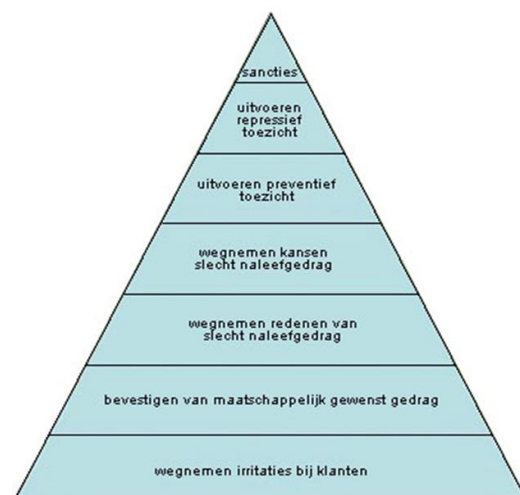 sancties
uitvoeren
repressief
toezicht
uitvoeren preventief
toezicht
wegnemen kansen
slecht naleefgedrag
wegnemen redenen van
slecht naleefgedrag
bevestigen van maatschappelijk gewenst gedrag
wegnemen irritaties bij klanten